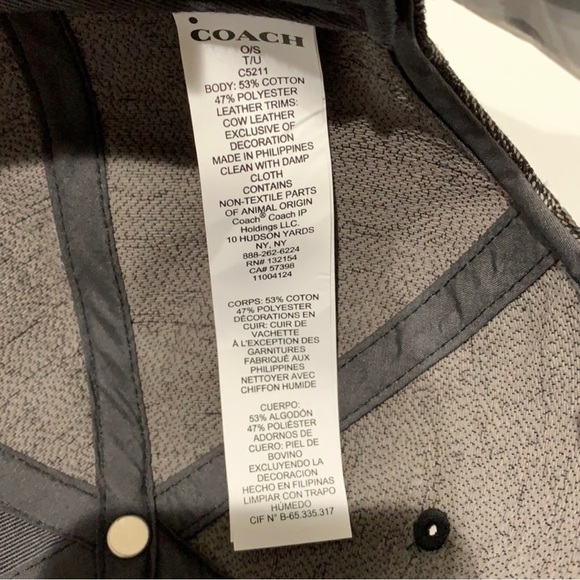 COACH
O/S
T/U
C5211
BODY: 53% COTTON
47% POLYESTER
LEATHER TRIMS:
COW LEATHER
EXCLUSIVE OF
DECORATION
MADE IN PHILIPPINES
CLEAN WITH DAMP
CLOTH
CONTAINS
NON-TEXTILE PARTS
OF ANIMAL ORIGIN
Coach® Coach IP
Holdings LLC.
10 HUDSON YARDS
NY, NY
888-262-6224
RN# 132154
CA# 57398
11004124
CORPS: 53% COTON
47% POLYESTER
DÉCORATIONS EN
CUIR: CUIR DE
VACHETTE
À L'EXCEPTION DES
GARNITURES
FABRIQUÉ AUX
PHILIPPINES
NETTOYER AVEC
CHIFFON HUMIDE
CUERPO:
53% ALGODÓN
47% POLIÉSTER
ADORNOS DE
CUERO: PIEL DE
BOVINO
EXCLUYENDO LA
DECORACION
HECHO EN FILIPINAS
LIMPIAR CON TRAPO
HÚMEDO
CIF N° B-65.335.317